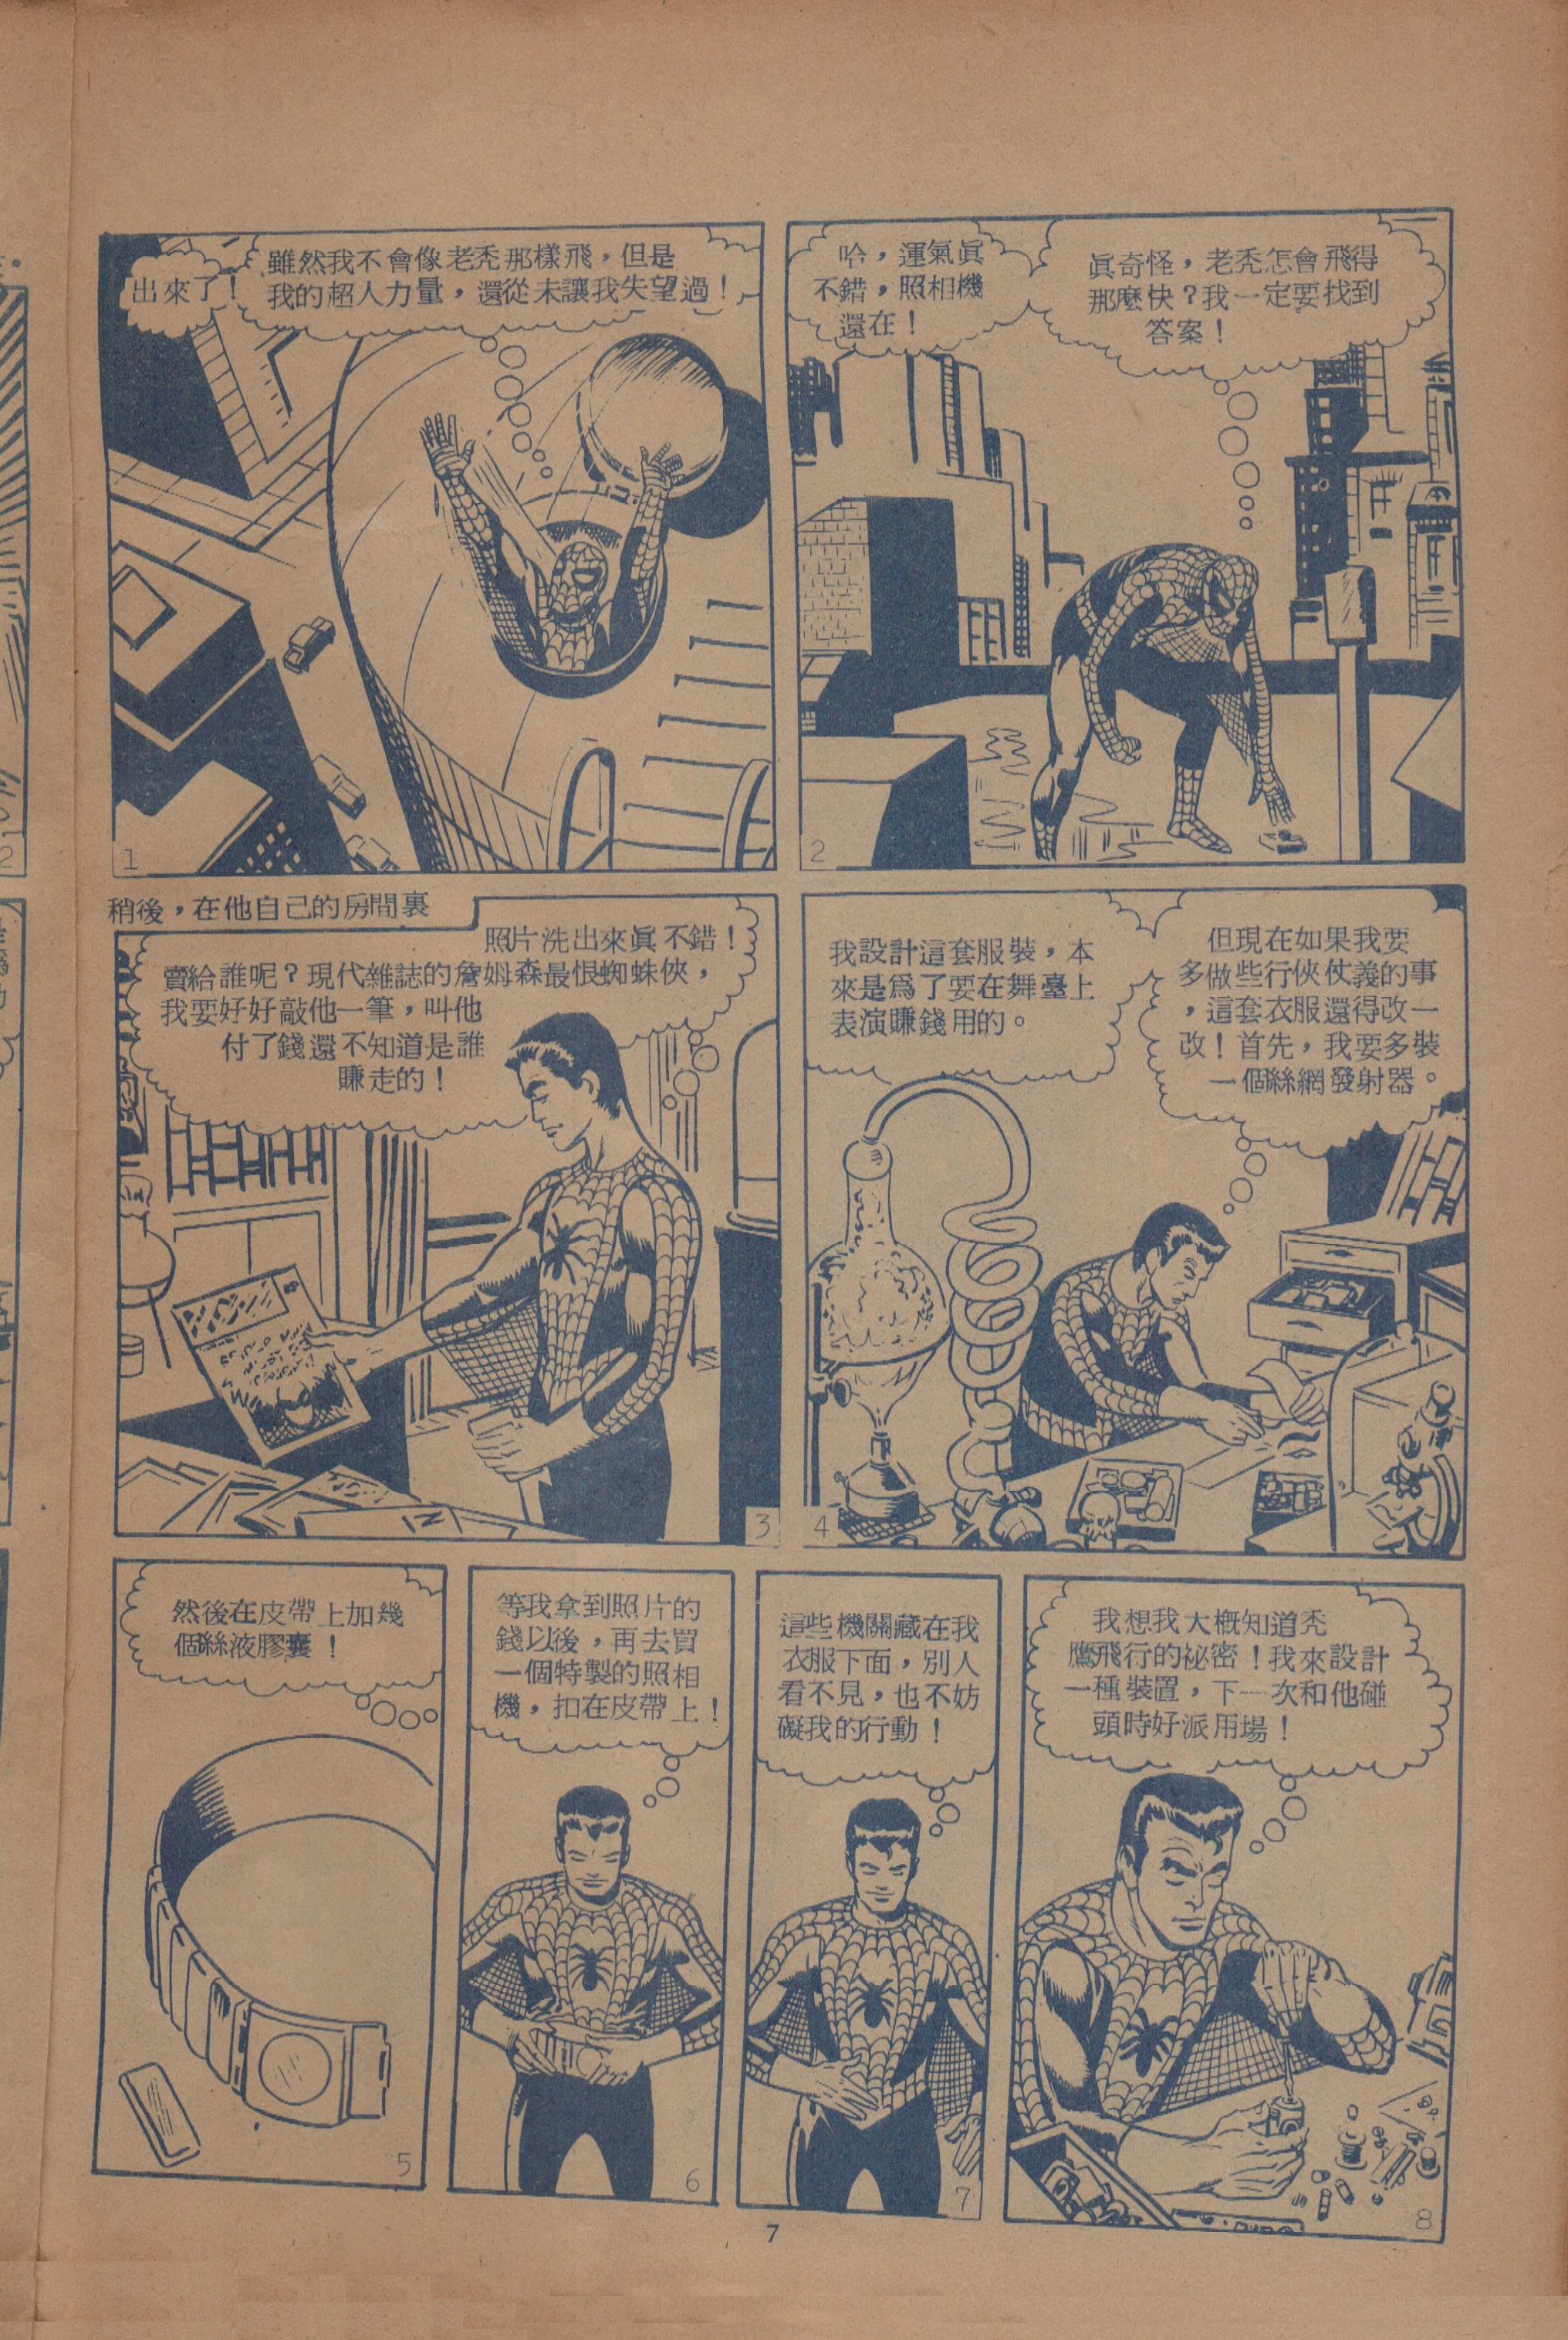 出來了！
雖然我不會像老禿那樣飛，但是
我的超人力量，還從未讓我失望過！
1
哈，運氣眞
不錯，照相機
還在！
眞奇怪，老禿怎會飛得
那麼快？我一定要找到
答案！
2
稍後，在他自己的房間裏
照片洗出來眞不錯！
賣給誰呢？現代雜誌的詹姆森最恨蜘蛛俠，
我要好好敲他一筆，叫他
付了錢還不知道是誰
賺走的！
3
我設計這套服裝，本
來是爲了要在舞臺上
表演賺錢用的。
但現在如果我要
多做些行俠仗義的事
，這套衣服還得改一
改！首先，我要多裝
一個絲網發射器。
4
然後在皮帶上加幾
個絲液膠囊！
5
等我拿到照片的
錢以後，再去買
一個特製的照相
機，扣在皮帶上！
6
這些機關藏在我
衣服下面，別人
看不見，也不妨
礙我的行動！
7
我想我大槪知道禿
鷹飛行的祕密！我來設計
一種裝置，下一次和他碰
頭時好派用場！
8
7